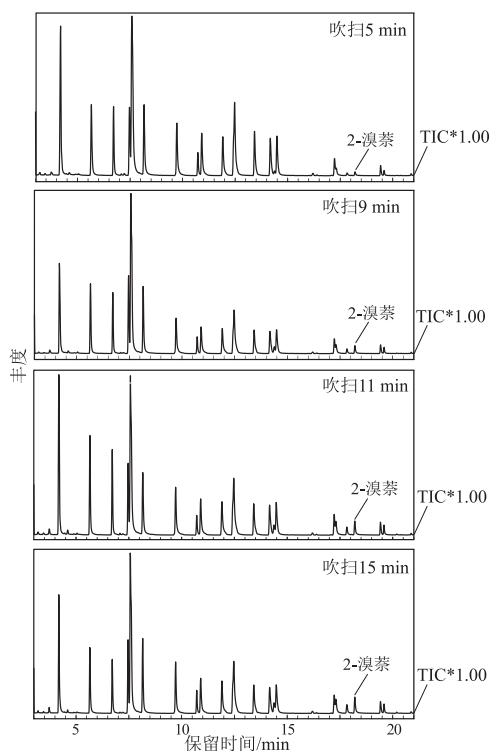 吹扫5 min
2-溴萘
TIC*1.00
吹扫9 min
2-溴萘
TIC*1.00
丰度
吹扫11 min
2-溴萘
TIC*1.00
吹扫15 min
2-溴萘
TIC*1.00
5 10 15 20
保留时间/min